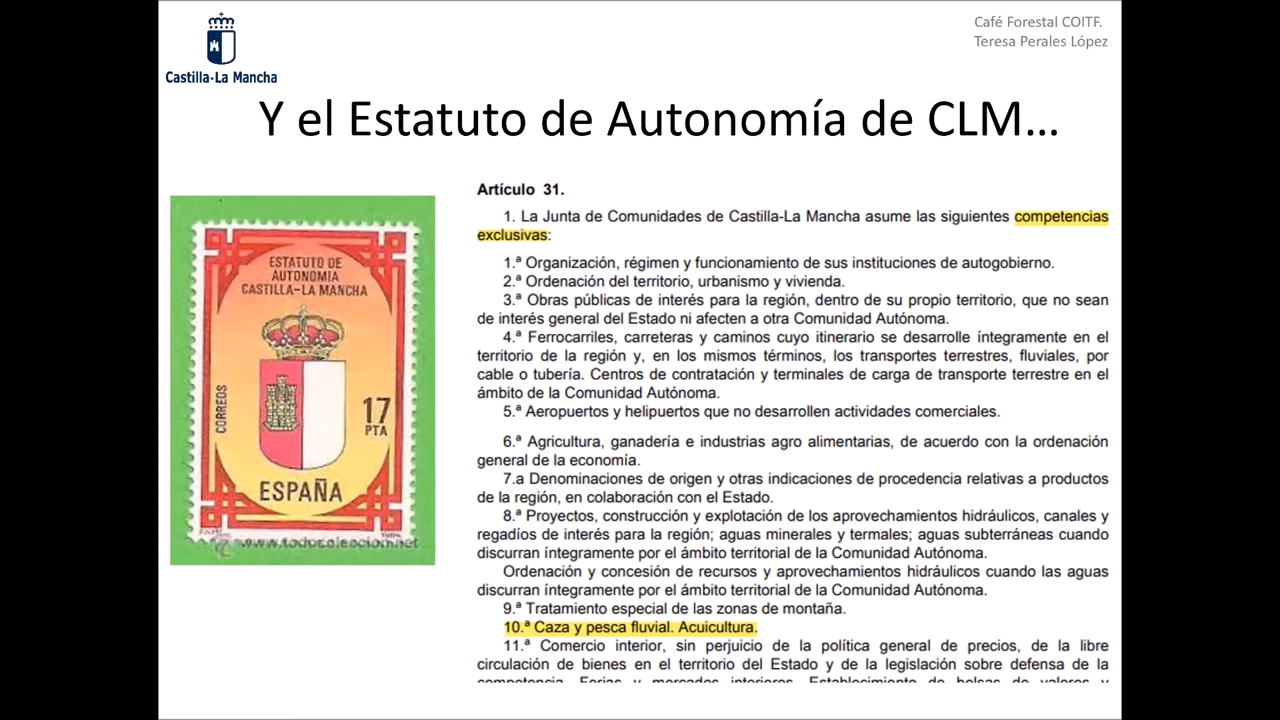 Castilla-La Mancha
Café Forestal COITF.
Teresa Perales López
Y el Estatuto de Autonomía de CLM...
ESTATUTO DE
AUTONOMIA
CASTILLA-LA MANCHA
CORREOS
17
PTA
ESPAÑA
www.todocoleccion.net
Artículo 31.
1. La Junta de Comunidades de Castilla-La Mancha asume las siguientes competencias
exclusivas:
1.ª Organización, régimen y funcionamiento de sus instituciones de autogobierno.
2.ª Ordenación del territorio, urbanismo y vivienda.
3.ª Obras públicas de interés para la región, dentro de su propio territorio, que no sean
de interés general del Estado ni afecten a otra Comunidad Autónoma.
4.ª Ferrocarriles, carreteras y caminos cuyo itinerario se desarrolle íntegramente en el
territorio de la región y, en los mismos términos, los transportes terrestres, fluviales, por
cable o tubería. Centros de contratación y terminales de carga de transporte terrestre en el
ámbito de la Comunidad Autónoma.
5.ª Aeropuertos y helipuertos que no desarrollen actividades comerciales.
6.ª Agricultura, ganadería e industrias agro alimentarias, de acuerdo con la ordenación
general de la economía.
7.a Denominaciones de origen y otras indicaciones de procedencia relativas a productos
de la región, en colaboración con el Estado.
8.ª Proyectos, construcción y explotación de los aprovechamientos hidráulicos, canales y
regadíos de interés para la región; aguas minerales y termales; aguas subterráneas cuando
discurran íntegramente por el ámbito territorial de la Comunidad Autónoma.
Ordenación y concesión de recursos y aprovechamientos hidráulicos cuando las aguas
discurran íntegramente por el ámbito territorial de la Comunidad Autónoma.
9.ª Tratamiento especial de las zonas de montaña.
10.ª Caza y pesca fluvial. Acuicultura.
11.ª Comercio interior, sin perjuicio de la política general de precios, de la libre
circulación de bienes en el territorio del Estado y de la legislación sobre defensa de la
competencia. Ferias y mercados interiores. Establecimiento de bolsas de valores y